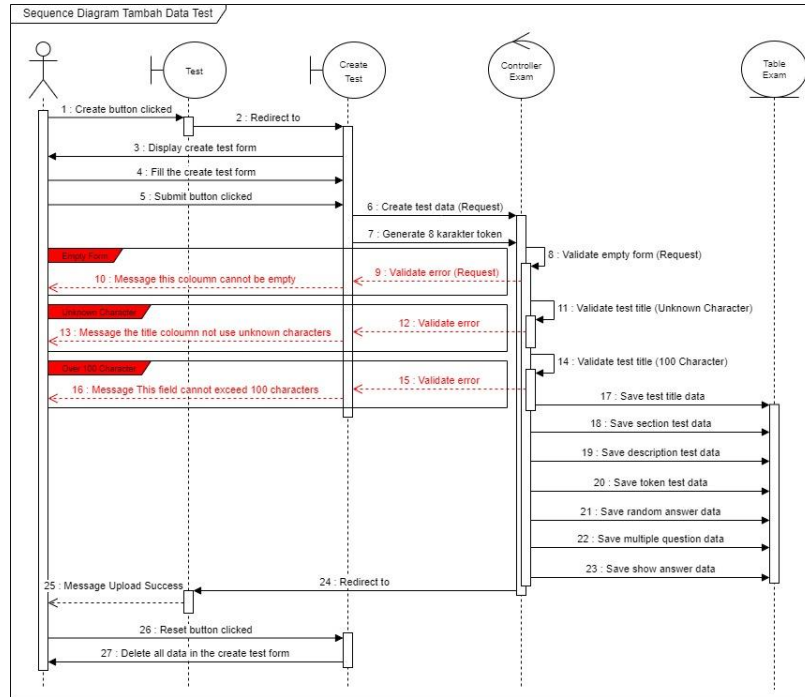 Sequence Diagram Tambah Data Test
Test
Create
Test
Controller
Exam
Table
Exam
1 : Create button clicked
2 : Redirect to
3 : Display create test form
4 : Fill the create test form
5 : Submit button clicked
6 : Create test data (Request)
7 : Generate 8 karakter token
8 : Validate empty form (Request)
Empty Form
9 : Validate error (Request)
10 : Message this coloumn cannot be empty
11 : Validate test title (Unknown Character)
Unknown Character
12 : Validate error
13 : Message the title coloumn not use unknown characters
14 : Validate test title (100 Character)
Over 100 Character
15 : Validate error
16 : Message This field cannot exceed 100 characters
17 : Save test title data
18 : Save section test data
19 : Save description test data
20 : Save token test data
21 : Save random answer data
22 : Save multiple question data
23 : Save show answer data
24 : Redirect to
25 : Message Upload Success
26 : Reset button clicked
27 : Delete all data in the create test form